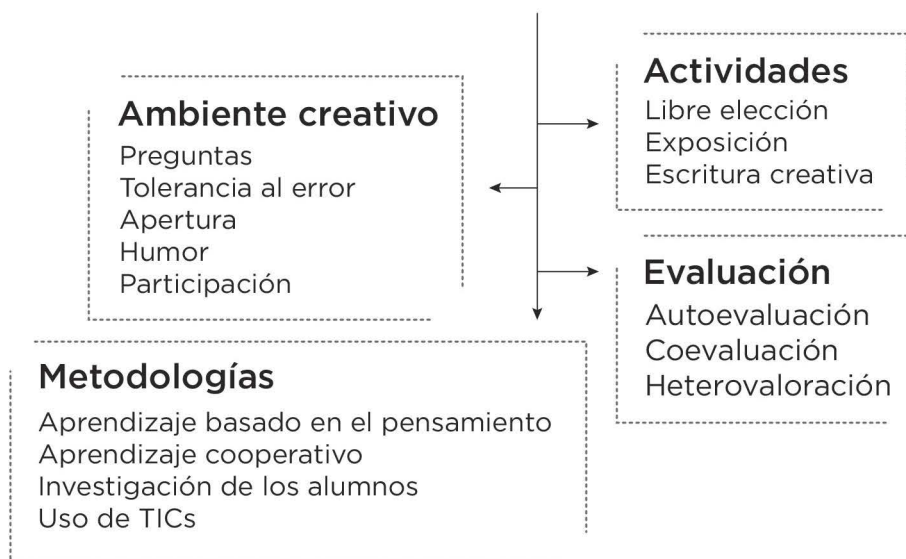 Ambiente creativo
Preguntas
Tolerancia al error
Apertura
Humor
Participación
Actividades
Libre elección
Exposición
Escritura creativa
Evaluación
Autoevaluación
Coevaluación
Heterovaloración
Metodologías
Aprendizaje basado en el pensamiento
Aprendizaje cooperativo
Investigación de los alumnos
Uso de TICs